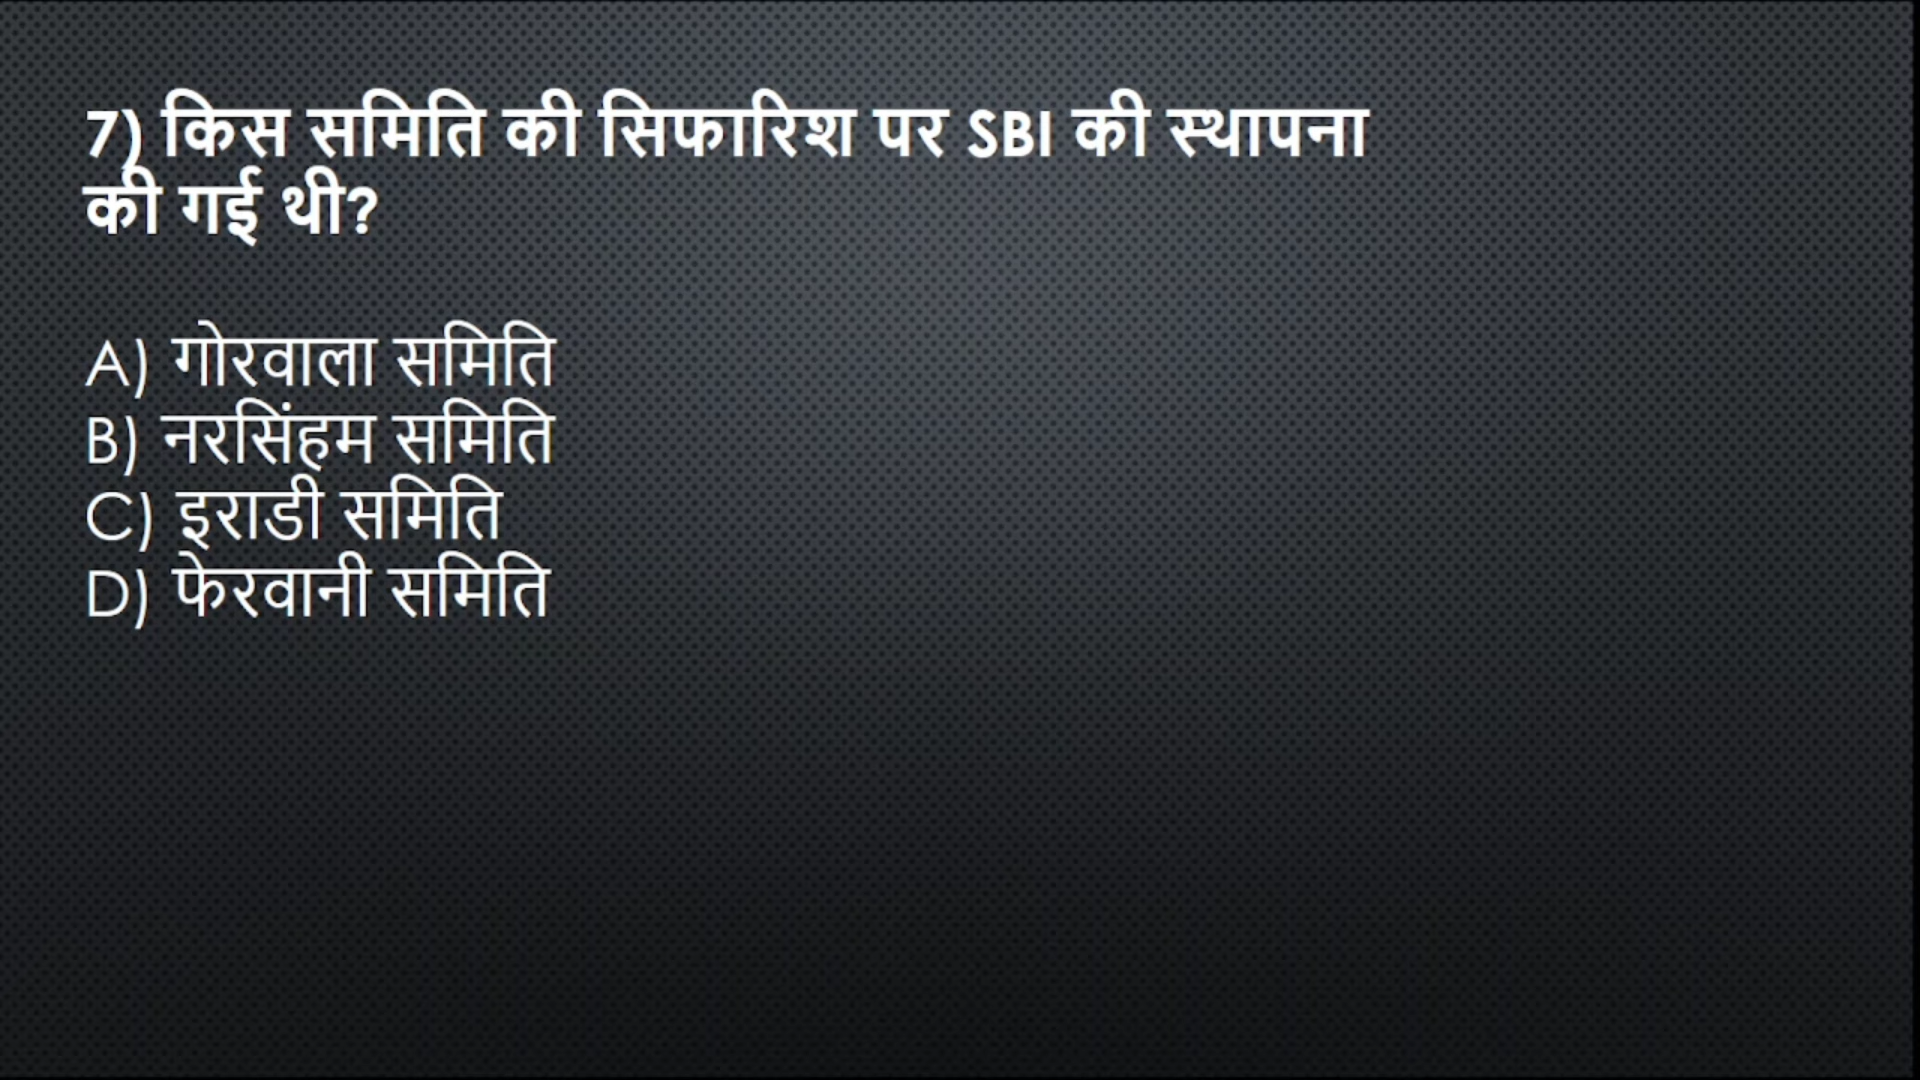 7) किस समिति की सिफारिश पर SBI की स्थापना
की गई थी?
A) गोरवाला समिति
B) नरसिंहम समिति
C) इराडी समिति
D) फेरवानी समिति